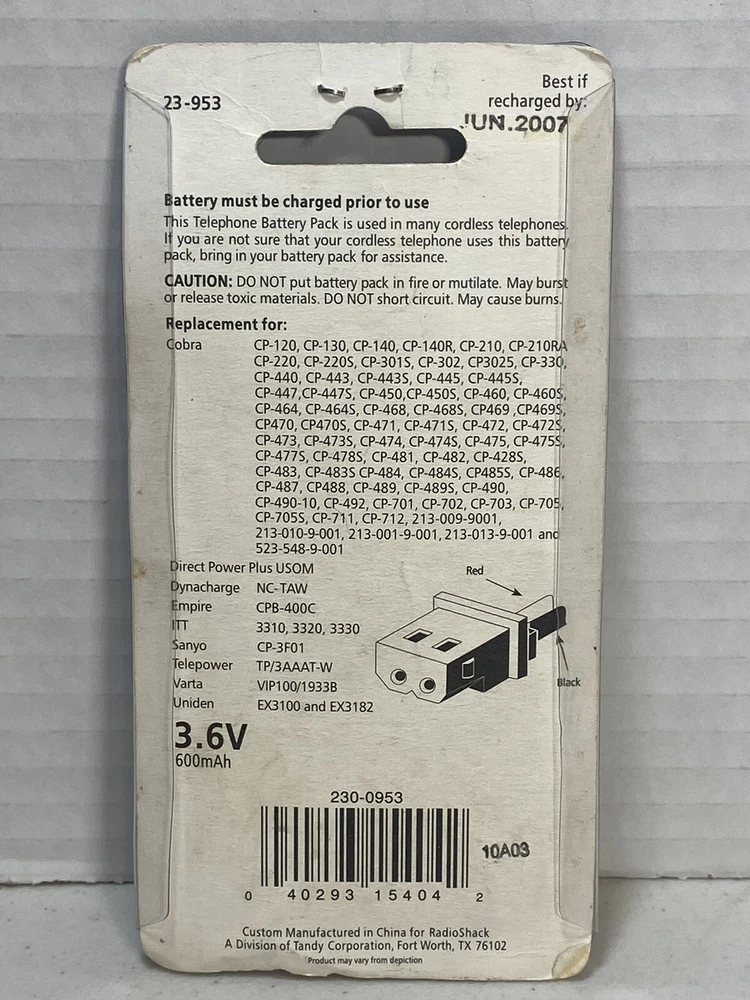 23-953
Best if
recharged by:
JUN.2007
Battery must be charged prior to use
This Telephone Battery Pack is used in many cordless telephones.
If you are not sure that your cordless telephone uses this battery
pack, bring in your battery pack for assistance.
CAUTION: DO NOT put battery pack in fire or mutilate. May burst
or release toxic materials. DO NOT short circuit. May cause burns.
Replacement for:
Cobra CP-120, CP-130, CP-140, CP-140R, CP-210, CP-210RA
CP-220, CP-220S, CP-301S, CP-302, CP3025, CP-330,
CP-440, CP-443, CP-443S, CP-445, CP-445S,
CP-447,CP-447S, CP-450,CP-450S, CP-460, CP-460S,
CP-464, CP-464S, CP-468, CP-468S, CP469 ,CP469S,
CP470, CP470S, CP-471, CP-471S, CP-472, CP-472S,
CP-473, CP-473S, CP-474, CP-474S, CP-475, CP-475S,
CP-477S, CP-478S, CP-481, CP-482, CP-428S,
CP-483, CP-483S CP-484, CP-484S, CP485S, CP-486,
CP-487, CP488, CP-489, CP-489S, CP-490,
CP-490-10, CP-492, CP-701, CP-702, CP-703, CP-705,
CP-705S, CP-711, CP-712, 213-009-9001,
213-010-9-001, 213-001-9-001, 213-013-9-001 and
523-548-9-001
Direct Power Plus USOM
Dynacharge NC-TAW
Empire CPB-400C
ITT 3310, 3320, 3330
Sanyo CP-3F01
Telepower TP/3AAAT-W
Varta VIP100/1933B
Uniden EX3100 and EX3182
Red
Black
3.6V
600mAh
230-0953
10A03
0 40293 15404 2
Custom Manufactured in China for RadioShack
A Division of Tandy Corporation, Fort Worth, TX 76102
Product may vary from depiction